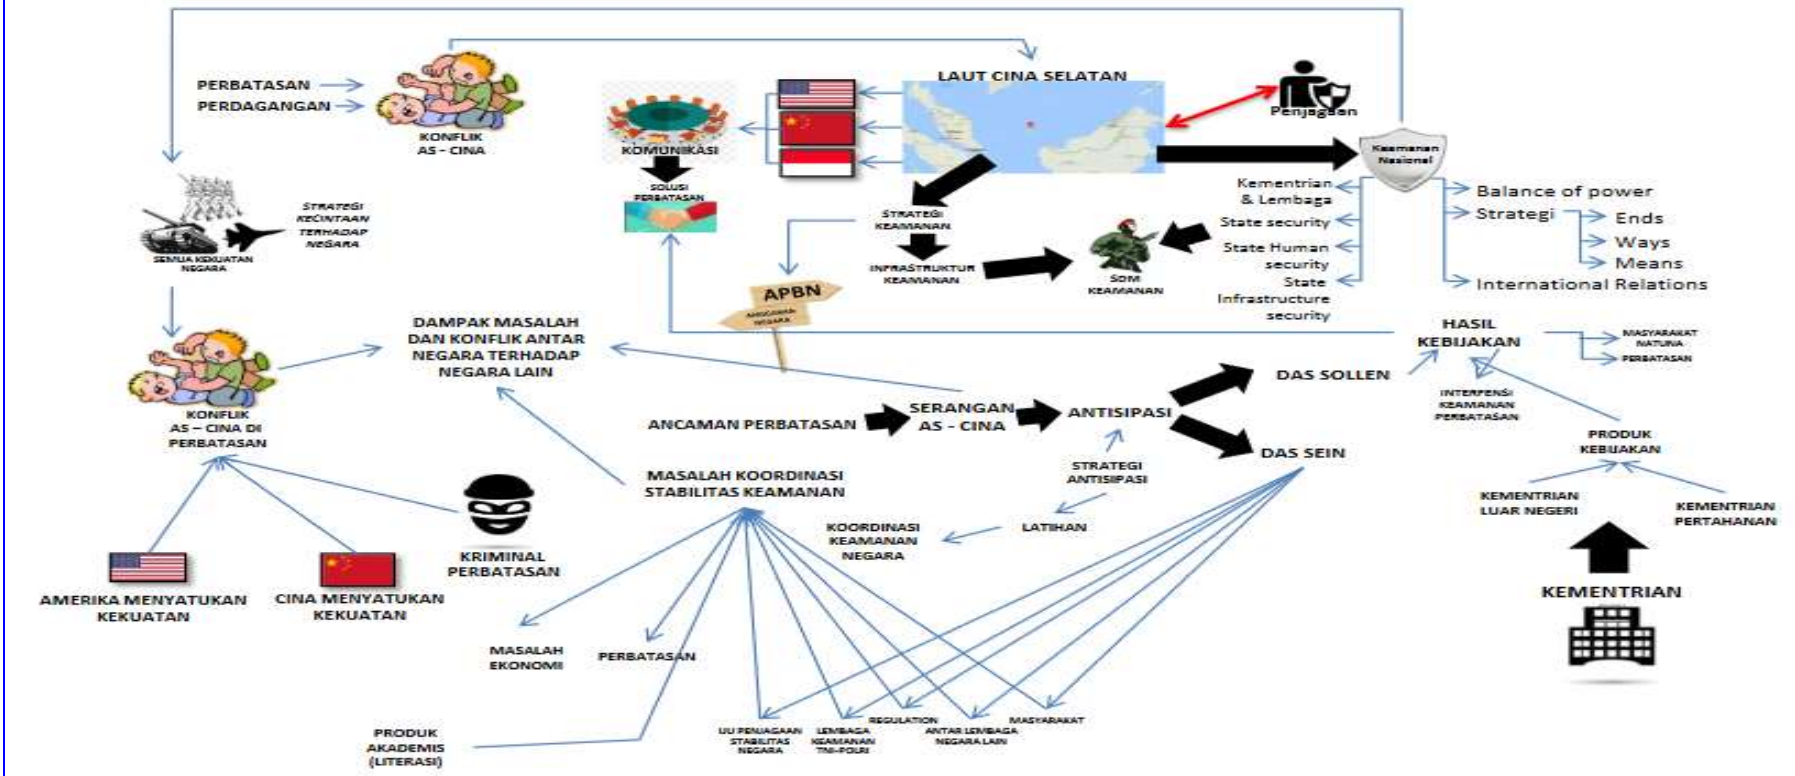 LAUT CINA SELATAN
PERBATASAN
PERDAGANGAN
KONFLIK
AS - CINA
KOMUNIKASI
SOLUSI
PERBATASAN
Penjagaan
Keamanan
Nasional
Kementrian
& Lembaga
State security
State Human
security
State
Infrastructure
security
Balance of power
Strategi
Ends
Ways
Means
International Relations
STRATEGI
KECINTAAN
TERHADAP
NEGARA
SEMUA KEKUATAN
NEGARA
STRATEGI
KEAMANAN
INFRASTRUKTUR
KEAMANAN
SDM
KEAMANAN
APBN
ANGGARAN
NEGARA
DAMPAK MASALAH
DAN KONFLIK ANTAR
NEGARA TERHADAP
NEGARA LAIN
HASIL
KEBIJAKAN
MASYARAKAT
NATUNA
PERBATASAN
KONFLIK
AS – CINA DI
PERBATASAN
ANCAMAN PERBATASAN
SERANGAN
AS - CINA
ANTISIPASI
DAS SOLLEN
DAS SEIN
INTERFENSI
KEAMANAN
PERBATASAN
PRODUK
KEBIJAKAN
MASALAH KOORDINASI
STABILITAS KEAMANAN
STRATEGI
ANTISIPASI
LATIHAN
KOORDINASI
KEAMANAN
NEGARA
KEMENTRIAN
LUAR NEGERI
KEMENTRIAN
PERTAHANAN
KEMENTRIAN
KRIMINAL
PERBATASAN
AMERIKA MENYATUKAN
KEKUATAN
CINA MENYATUKAN
KEKUATAN
MASALAH
EKONOMI
PERBATASAN
PRODUK
AKADEMIS
(LITERASI)
UU PENJAGAAN
STABILITAS
NEGARA
LEMBAGA
KEAMANAN
TNI-POLRI
REGULATION
ANTAR LEMBAGA
NEGARA LAIN
MASYARAKAT